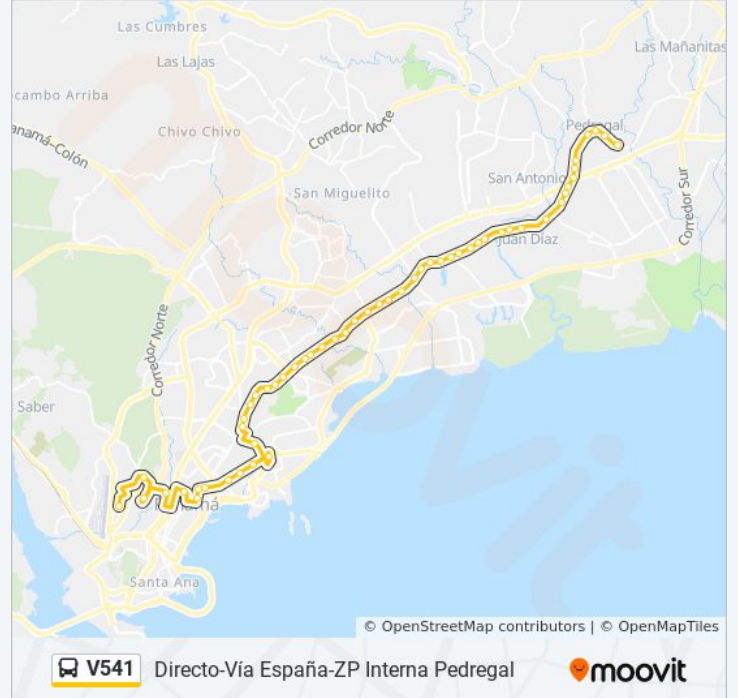 Las Cumbres
Las Lajas
Las Mañanitas
cambo Arriba
Corredor Norte
Pedregal
anamá-Colón
Chivo Chivo
San Antonio
San Miguelito
Corredor Sur
Juan Díaz
Corredor Norte
Saber
Panamá
Santa Ana
© OpenStreetMap contributors | © OpenMapTiles
V541 Directo-Vía España-ZP Interna Pedregal moovit